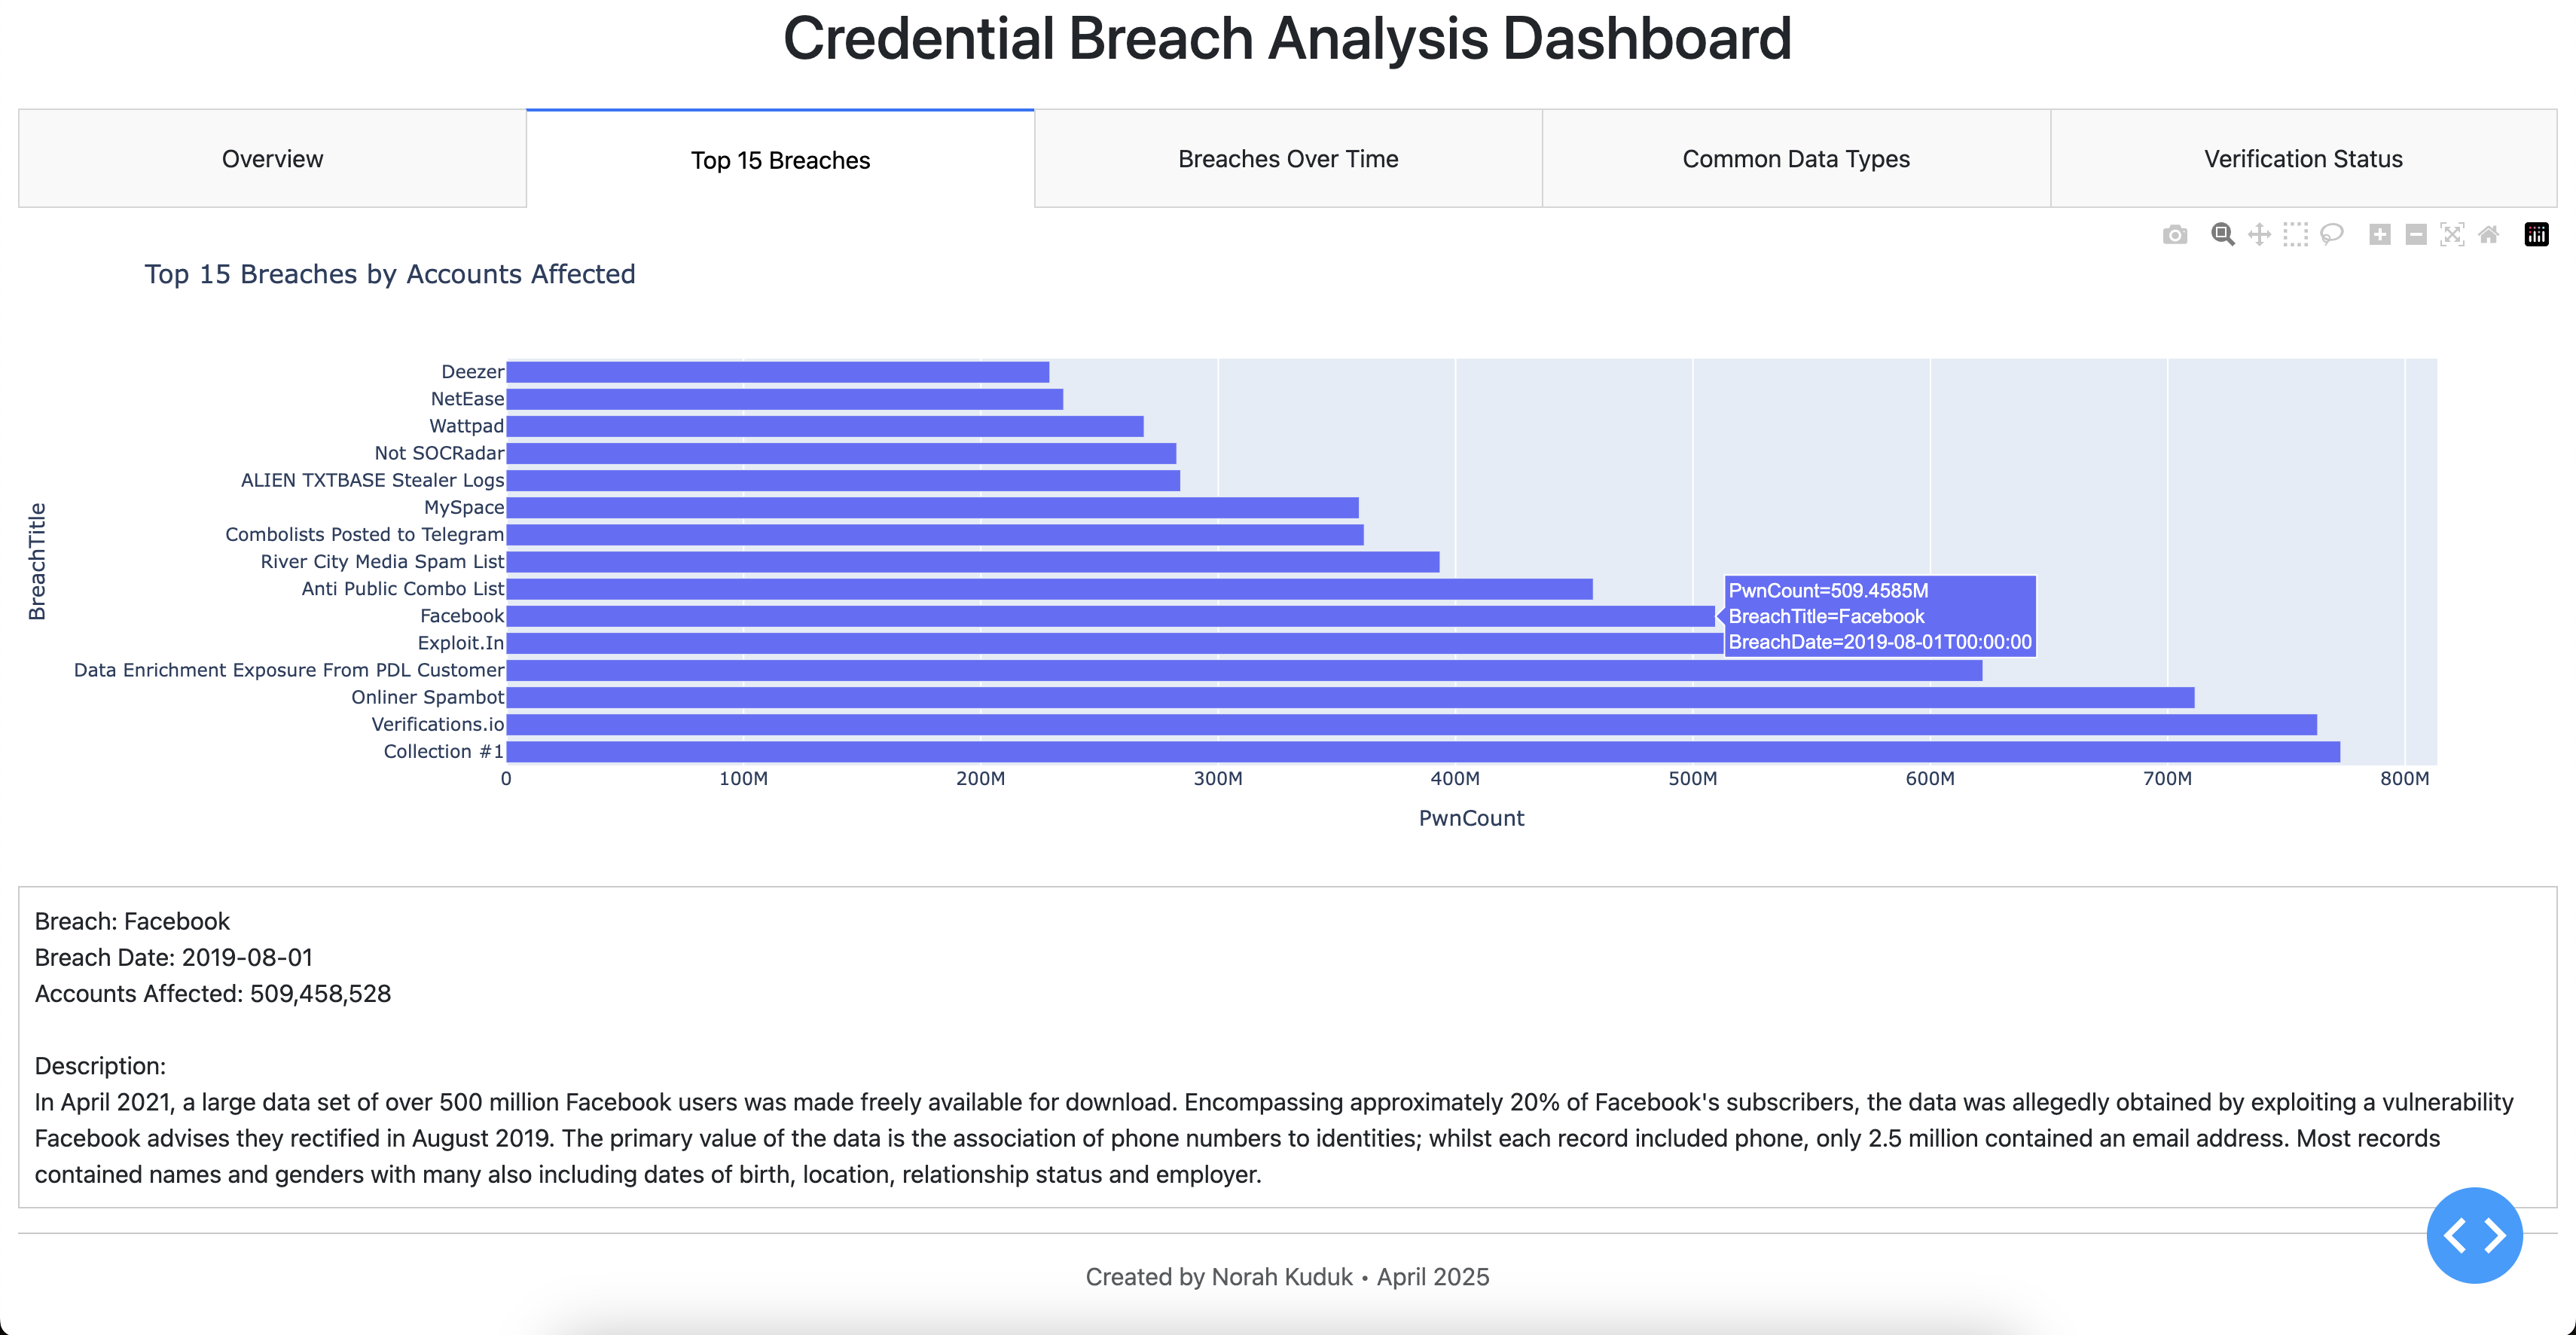 Credential Breach Analysis Dashboard
Overview
Top 15 Breaches
Breaches Over Time
Common Data Types
Verification Status
Top 15 Breaches by Accounts Affected
BreachTitle
Deezer
NetEase
Wattpad
Not SOCRadar
ALIEN TXTBASE Stealer Logs
MySpace
Combolists Posted to Telegram
River City Media Spam List
Anti Public Combo List
Facebook
Exploit.In
Data Enrichment Exposure From PDL Customer
Onliner Spambot
Verifications.io
Collection #1
PwnCount=509.4585M
BreachTitle=Facebook
BreachDate=2019-08-01T00:00:00
0 100M 200M 300M 400M 500M 600M 700M 800M
PwnCount
Breach: Facebook
Breach Date: 2019-08-01
Accounts Affected: 509,458,528
Description:
In April 2021, a large data set of over 500 million Facebook users was made freely available for download. Encompassing approximately 20% of Facebook's subscribers, the data was allegedly obtained by exploiting a vulnerability
Facebook advises they rectified in August 2019. The primary value of the data is the association of phone numbers to identities; whilst each record included phone, only 2.5 million contained an email address. Most records
contained names and genders with many also including dates of birth, location, relationship status and employer.
Created by Norah Kuduk • April 2025